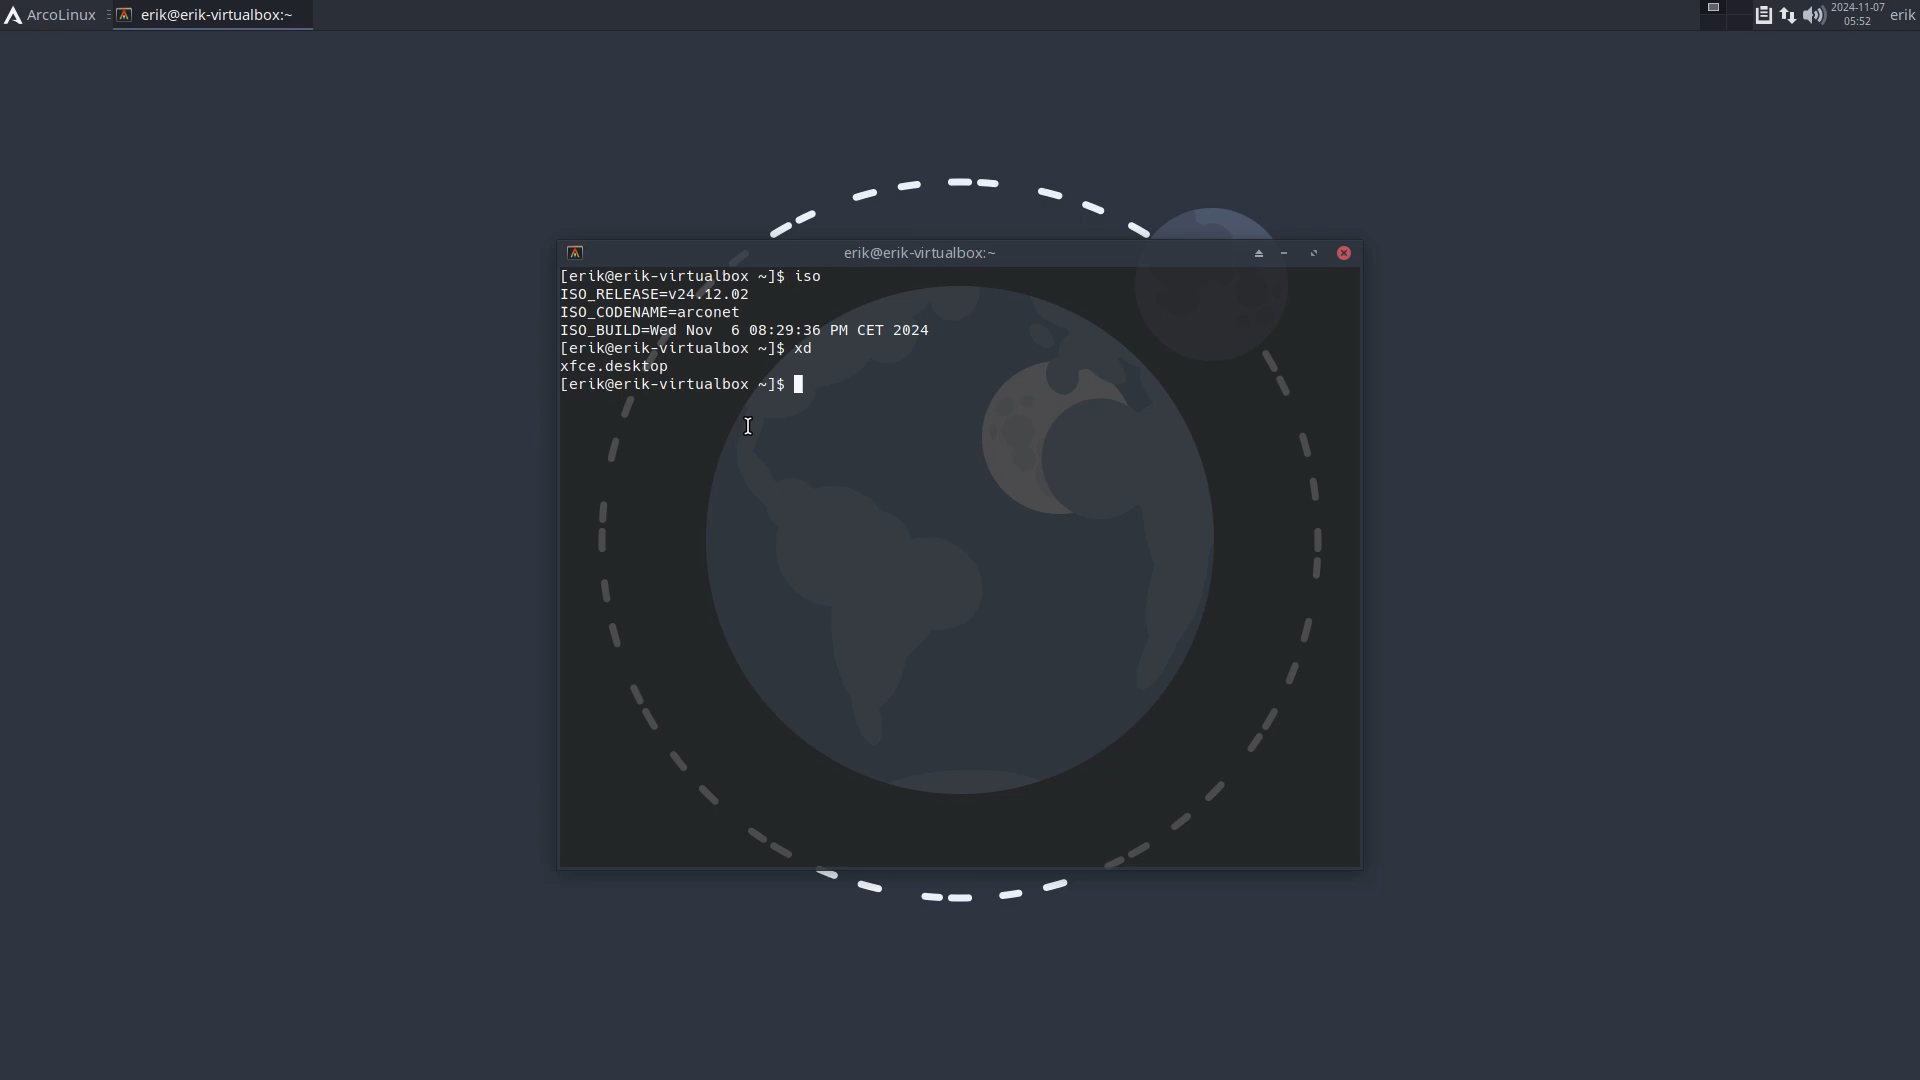 ArcoLinux
erik@erik-virtualbox:~
2024-11-07
05:52
erik
erik@erik-virtualbox:~
[erik@erik-virtualbox ~]$ iso
ISO_RELEASE=v24.12.02
ISO_CODENAME=arconet
ISO_BUILD=Wed Nov  6 08:29:36 PM CET 2024
[erik@erik-virtualbox ~]$ xd
xfce.desktop
[erik@erik-virtualbox ~]$